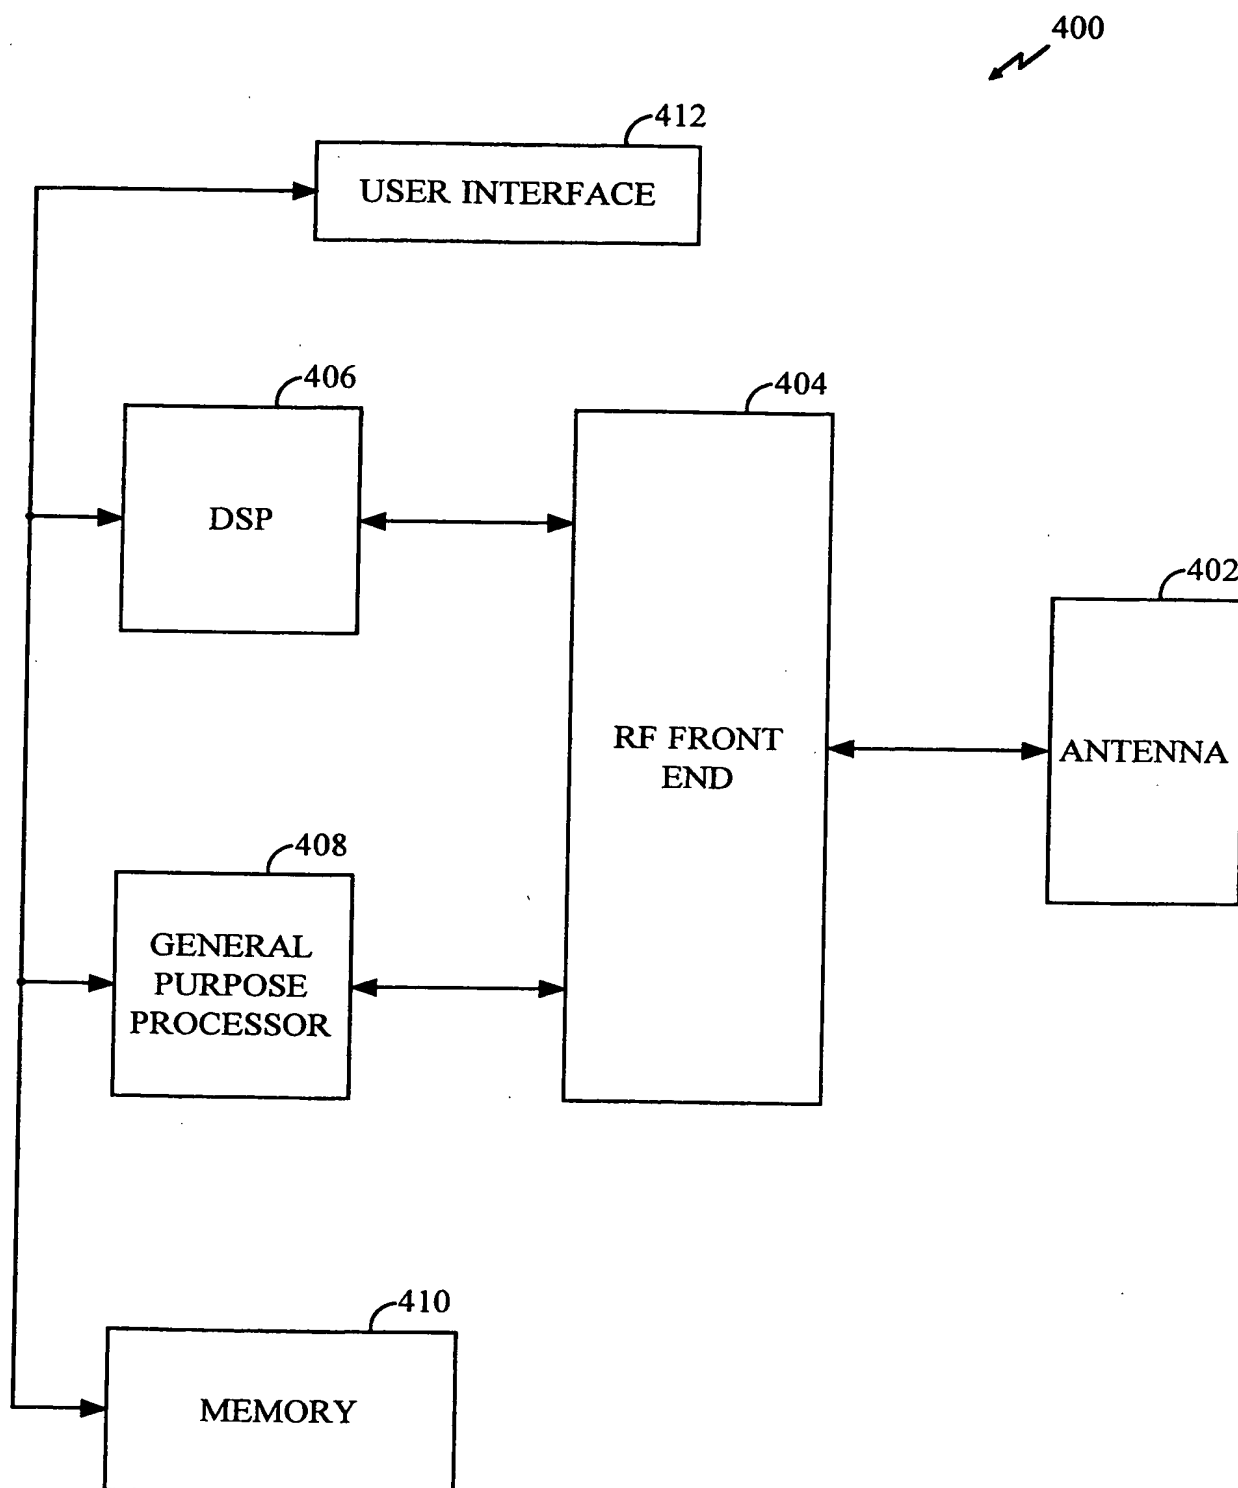 400
412
USER INTERFACE
406
404
DSP
402
RF FRONT
END
ANTENNA
408
GENERAL
PURPOSE
PROCESSOR
410
MEMORY